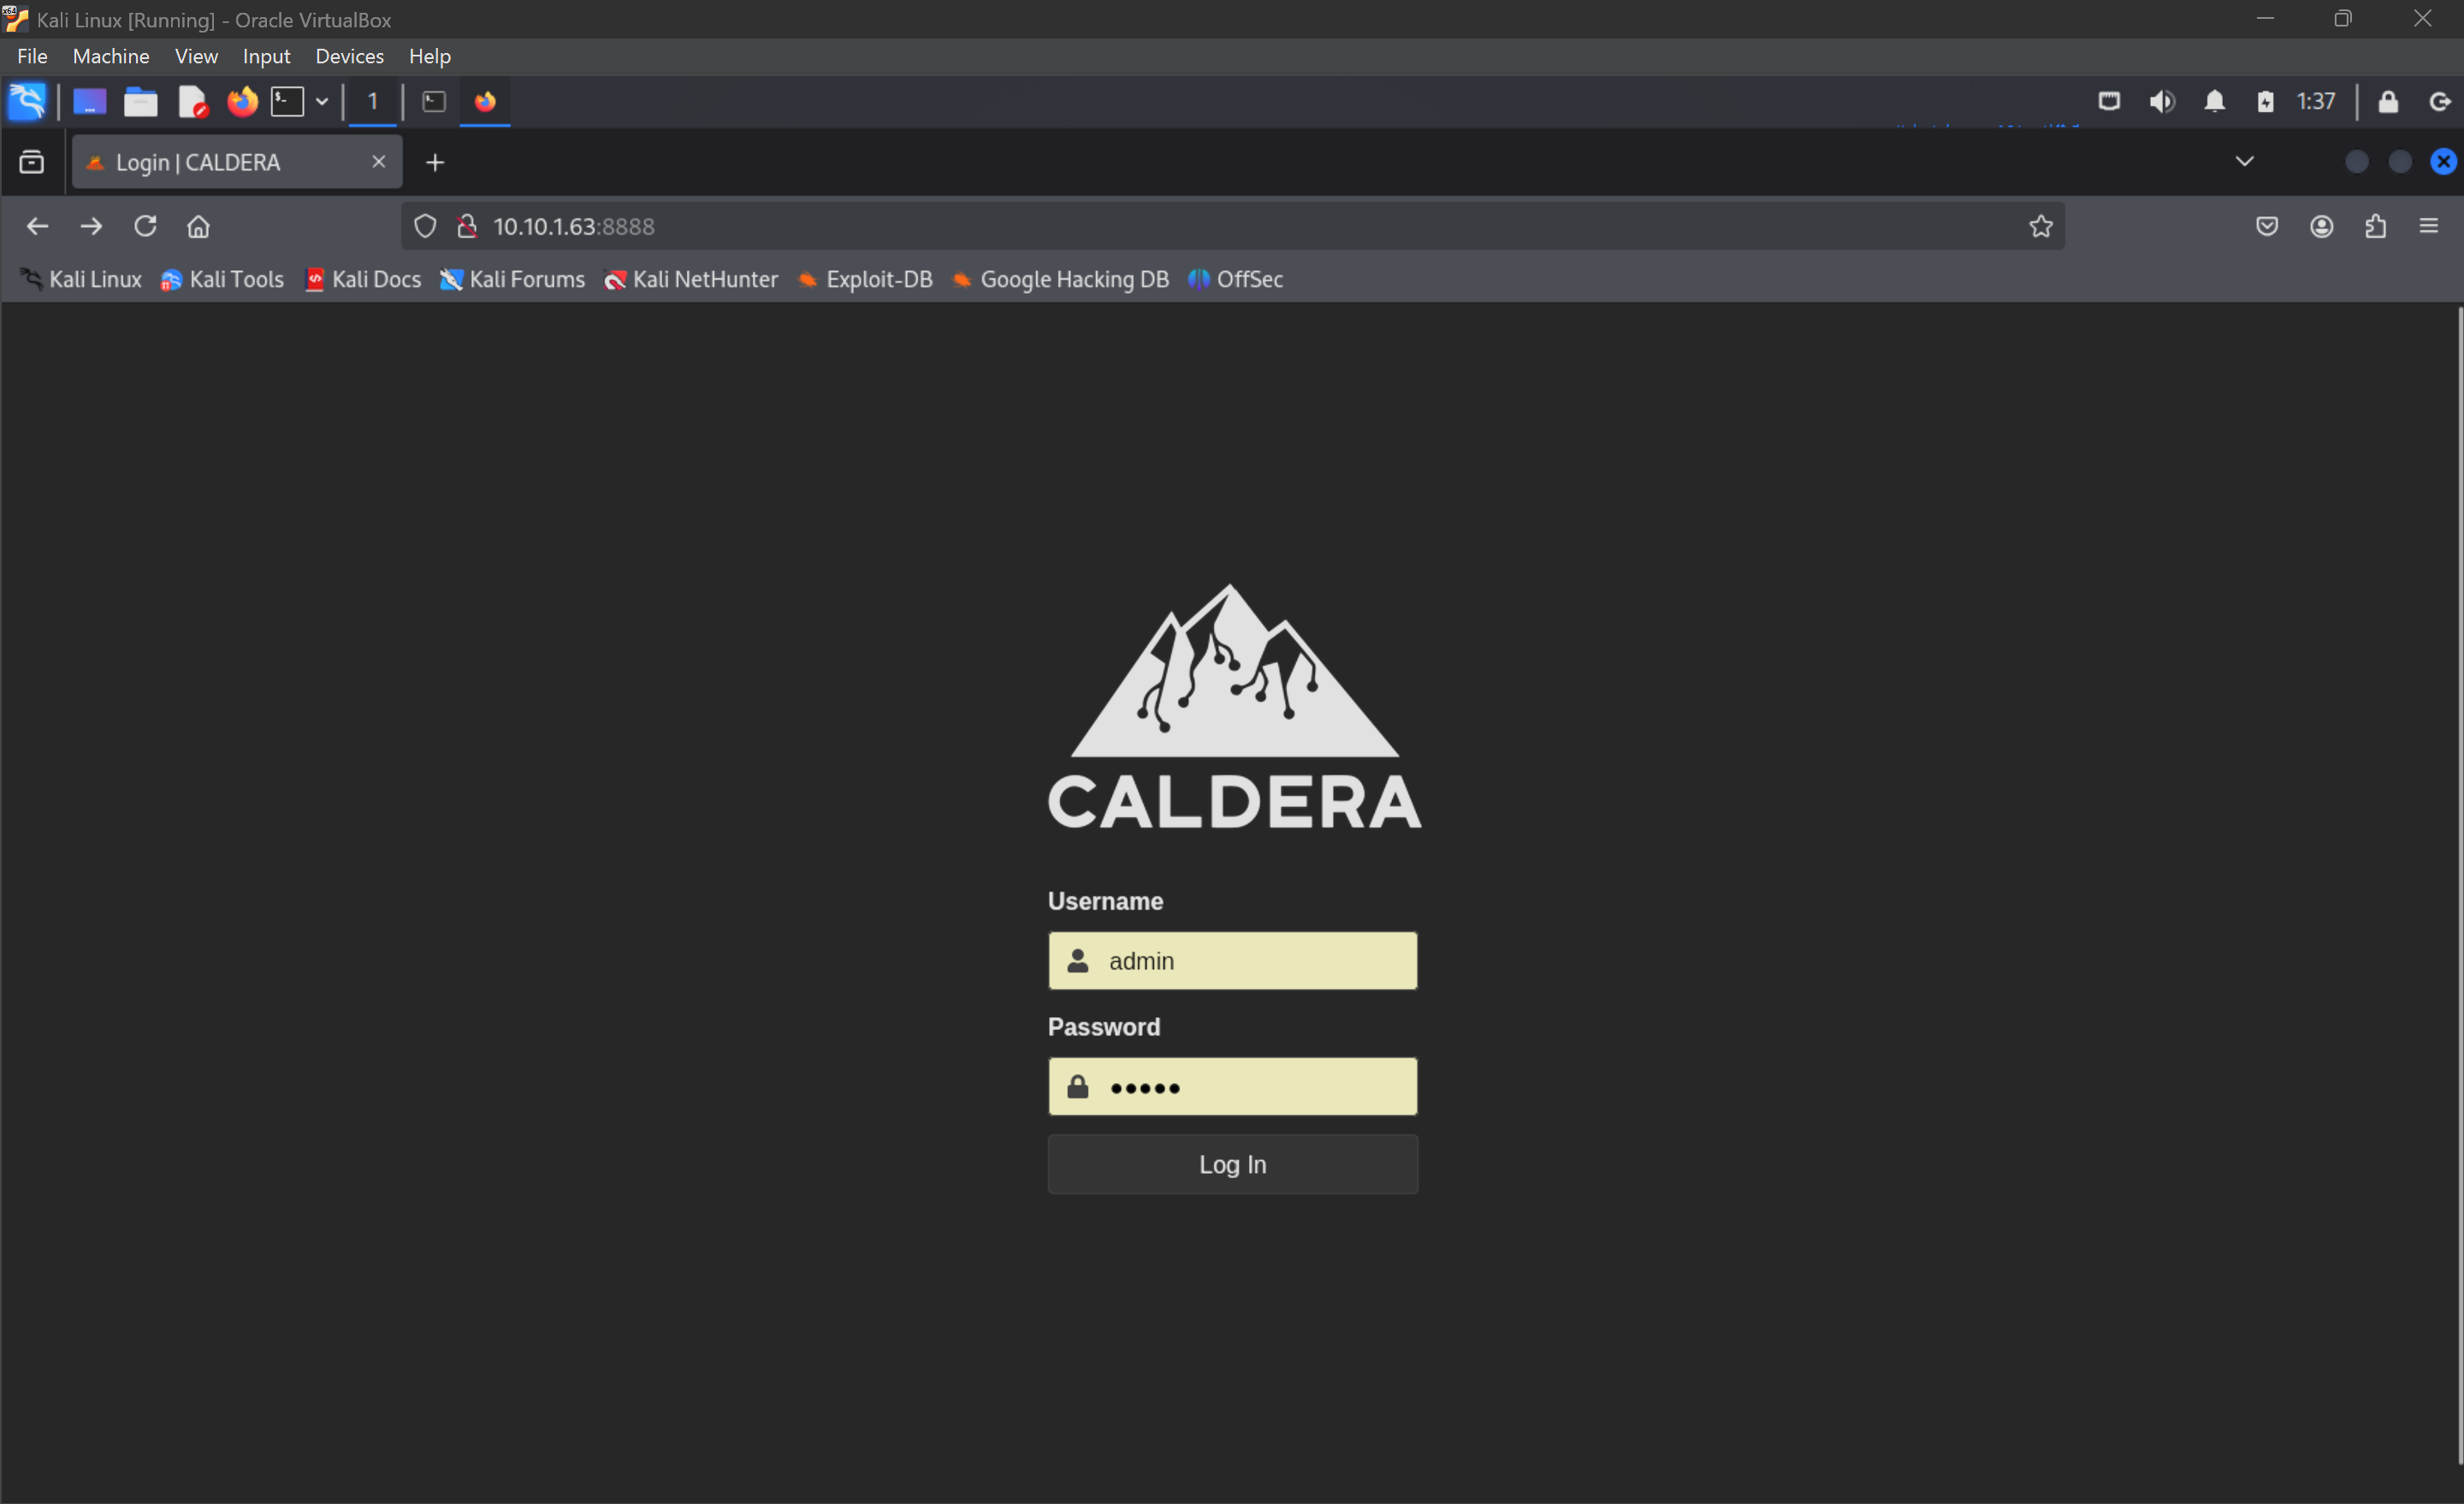 Kali Linux [Running] - Oracle VirtualBox
File Machine View Input Devices Help
1 1:37
Login | CALDERA
10.10.1.63:8888
Kali Linux Kali Tools Kali Docs Kali Forums Kali NetHunter Exploit-DB Google Hacking DB OffSec
CALDERA
Username
admin
Password
•••••
Log In